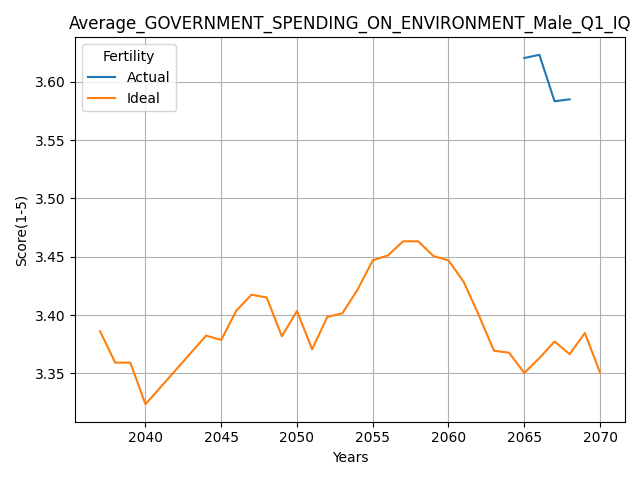 Average_GOVERNMENT_SPENDING_ON_ENVIRONMENT_Male_Q1_IQ
Fertility
Actual
Ideal
Score(1-5)
3.60
3.55
3.50
3.45
3.40
3.35
2040 2045 2050 2055 2060 2065 2070
Years